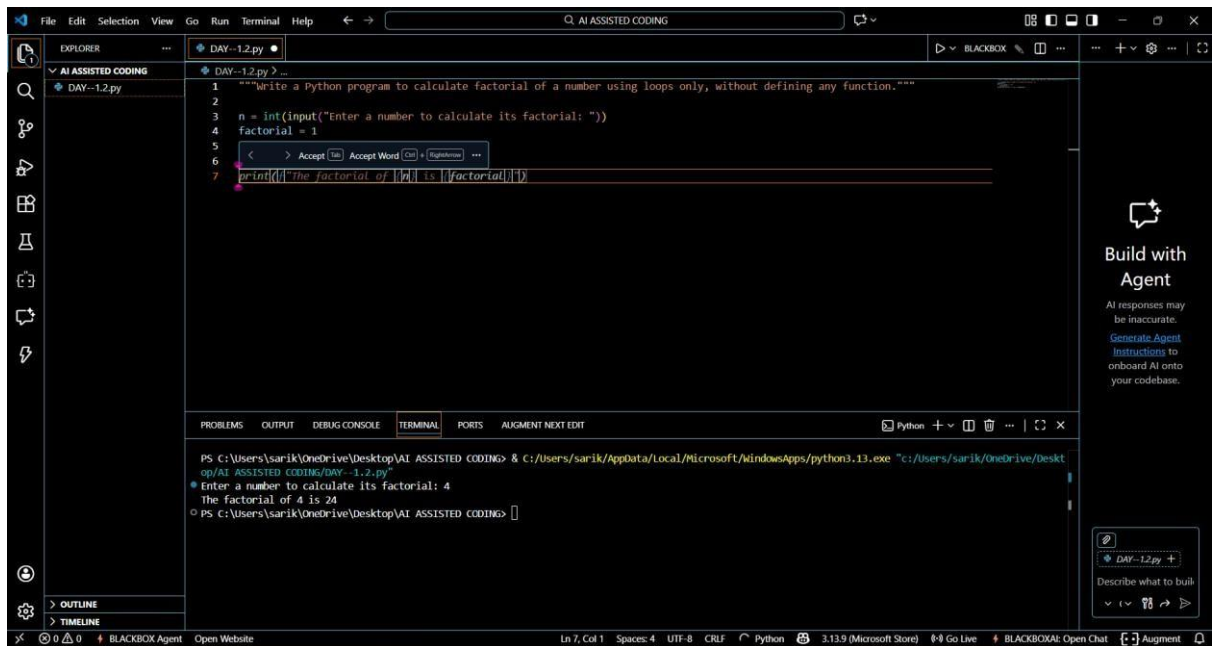 File Edit Selection View Go Run Terminal Help
AI ASSISTED CODING
EXPLORER
DAY--1.2.py
BLACKBOX
AI ASSISTED CODING
DAY--1.2.py
DAY--1.2.py > ...
1 """Write a Python program to calculate factorial of a number using loops only, without defining any function."""
2
3 n = int(input("Enter a number to calculate its factorial: "))
4 factorial = 1
5
< > Accept Tab Accept Word Ctrl + RightArrow ...
6
7 print(f"The factorial of {n} is {factorial}")
Build with
Agent
AI responses may
be inaccurate.
Generate Agent
Instructions to
onboard AI onto
your codebase.
PROBLEMS OUTPUT DEBUG CONSOLE TERMINAL PORTS AUGMENT NEXT EDIT
Python
PS C:\Users\sarik\OneDrive\Desktop\AI ASSISTED CODING> & C:/Users/sarik/AppData/Local/Microsoft/WindowsApps/python3.13.exe "c:/Users/sarik/OneDrive/Deskt
op/AI ASSISTED CODING/DAY--1.2.py"
Enter a number to calculate its factorial: 4
The factorial of 4 is 24
PS C:\Users\sarik\OneDrive\Desktop\AI ASSISTED CODING>
DAY--1.2.py +
Describe what to buil
> OUTLINE
> TIMELINE
0 0 BLACKBOX Agent Open Website Ln 7, Col 1 Spaces: 4 UTF-8 CRLF Python 3.13.9 (Microsoft Store) Go Live BLACKBOXAI: Open Chat Augment